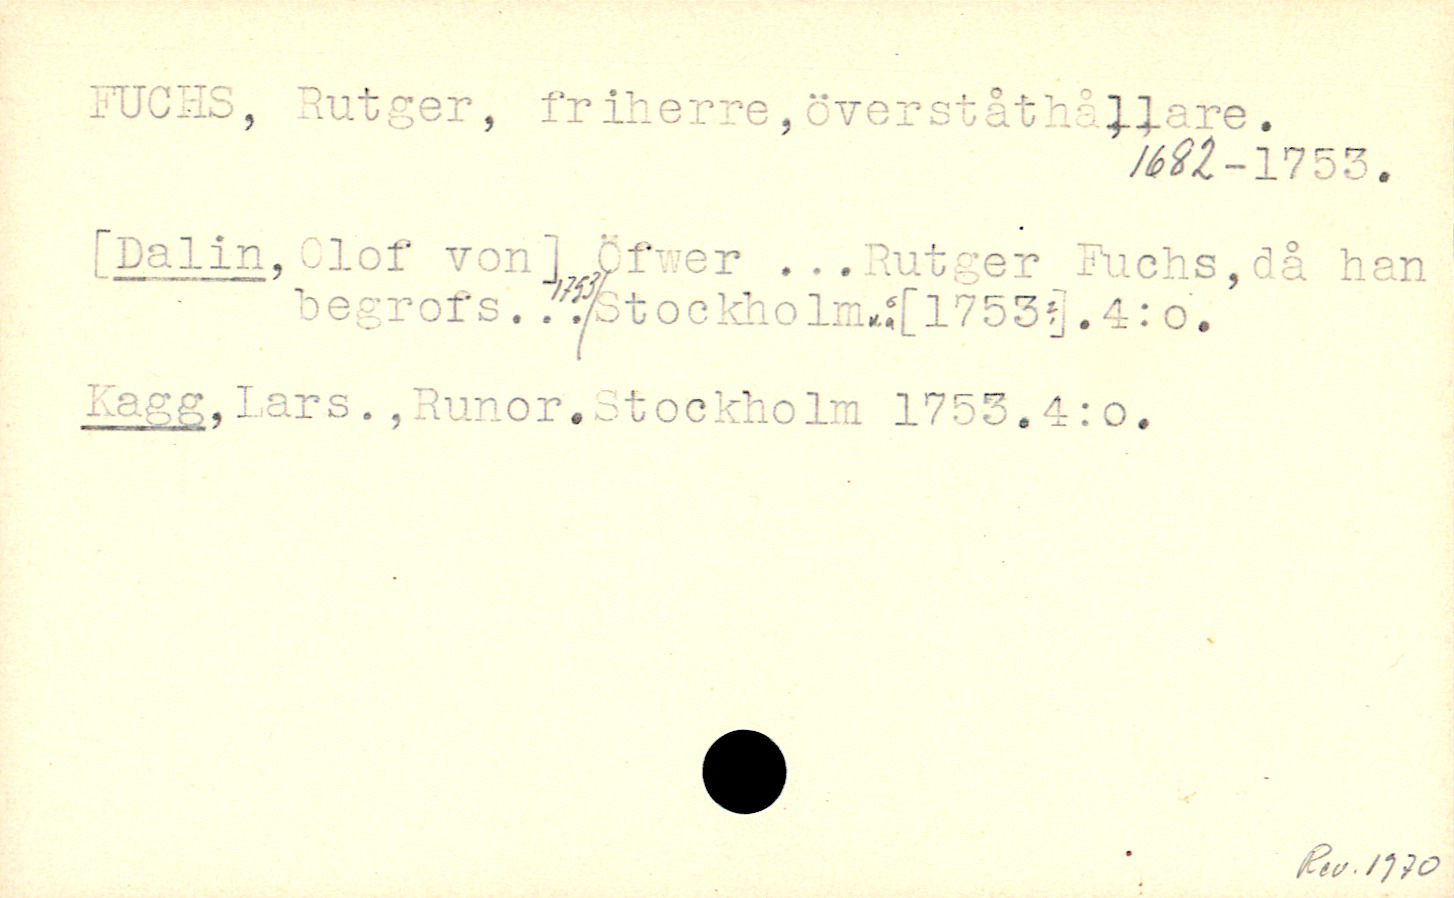 FUCHS, Rutger, friherre, överståthållare.
1682-1753.
[Dalin, Olof von] Öfwer ... Rutger Fuchs, då han
begrofs... 1753 Stockholm [1753]. 4:o.
Kagg, Lars., Runor. Stockholm 1753. 4:o.
Rev. 1970